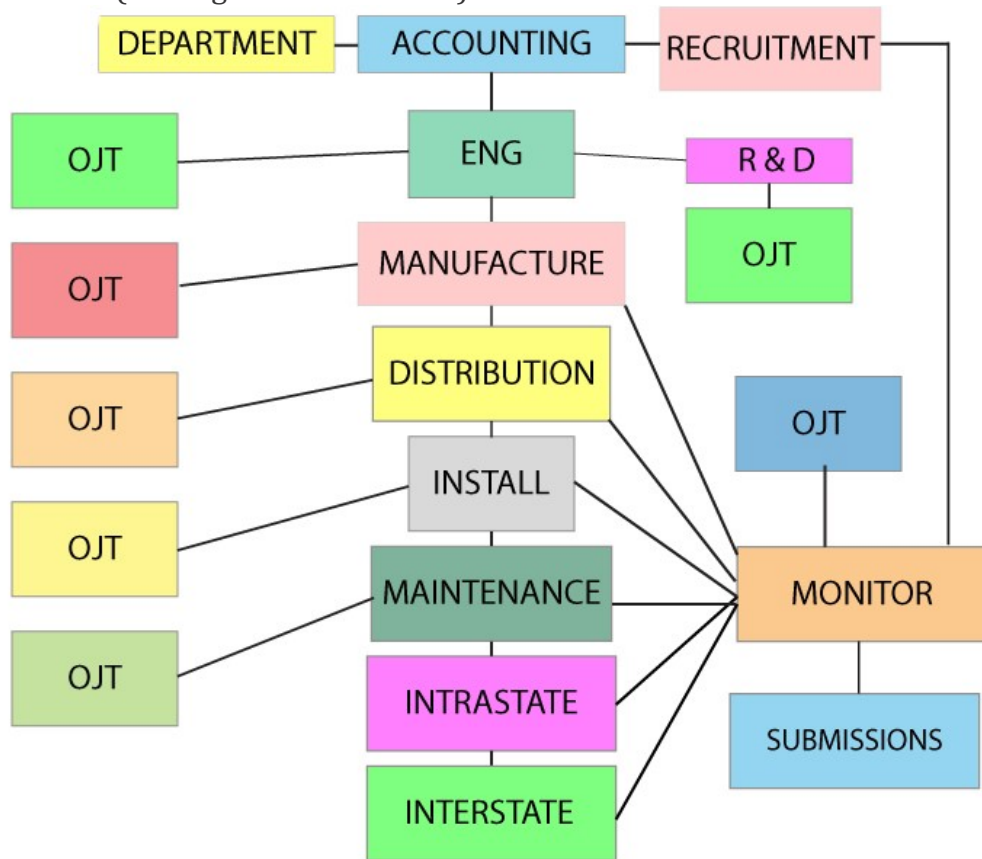 DEPARTMENT
ACCOUNTING
RECRUITMENT
OJT
ENG
R & D
OJT
OJT
MANUFACTURE
OJT
DISTRIBUTION
OJT
OJT
INSTALL
MAINTENANCE
MONITOR
OJT
INTRASTATE
SUBMISSIONS
INTERSTATE